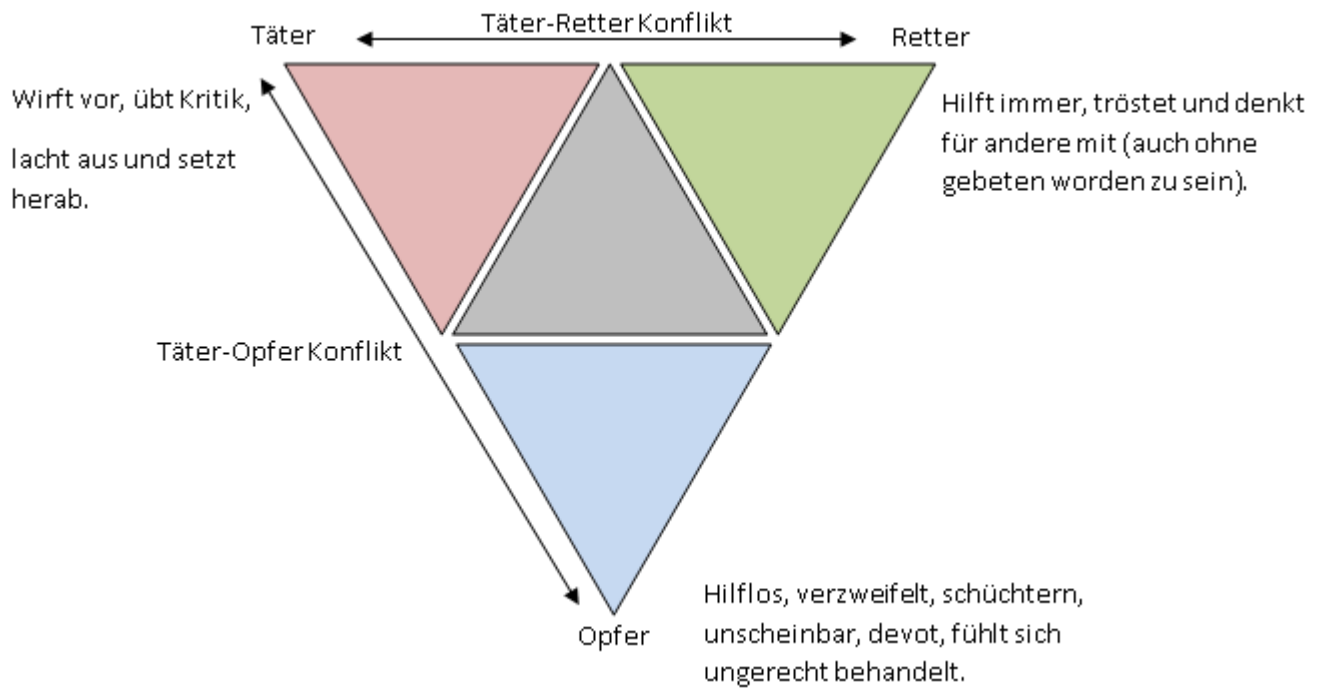 Täter-Retter Konflikt
Täter
Retter
Wirft vor, übt Kritik,
lacht aus und setzt
herab.
Hilft immer, tröstet und denkt
für andere mit (auch ohne
gebeten worden zu sein).
Täter-Opfer Konflikt
Opfer
Hilflos, verzweifelt, schüchtern,
unscheinbar, devot, fühlt sich
ungerecht behandelt.